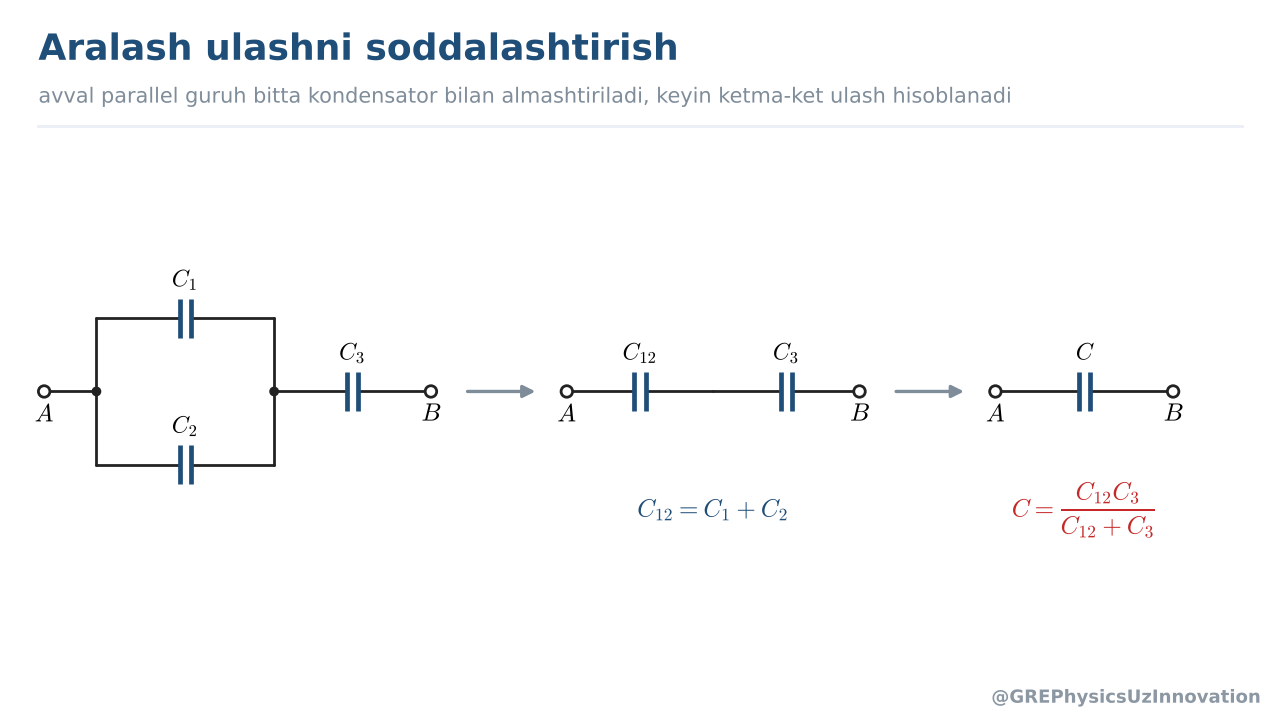 Aralash ulashni soddalashtirish
avval parallel guruh bitta kondensator bilan almashtiriladi, keyin ketma-ket ulash hisoblanadi
C₁
C₃
C₁₂
C₃
C
A
C₂
B
A
B
A
B
C₁₂ = C₁ + C₂
C = C₁₂C₃ / (C₁₂ + C₃)
@GREPhysicsUzInnovation